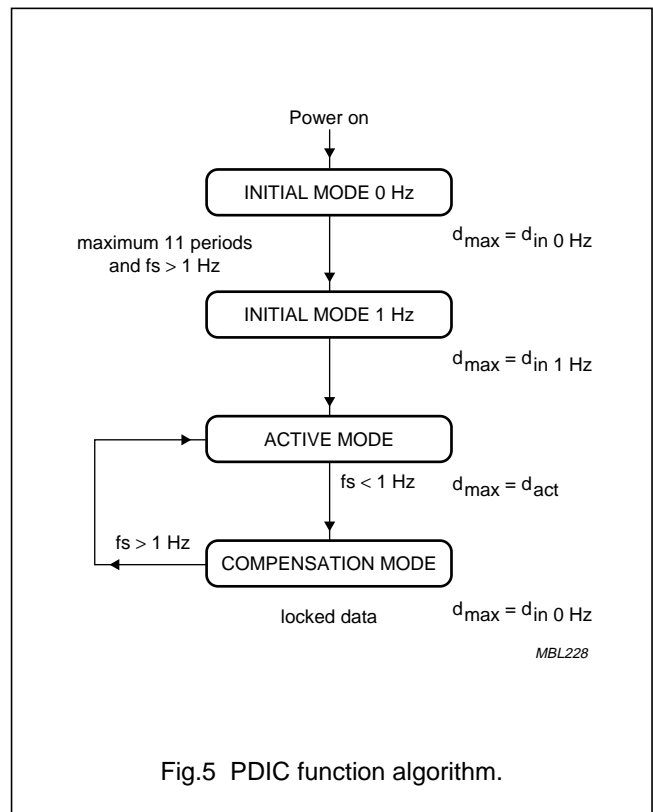 Power on
INITIAL MODE 0 Hz
dmax = din 0 Hz
maximum 11 periods
and fs > 1 Hz
INITIAL MODE 1 Hz
dmax = din 1 Hz
ACTIVE MODE
fs < 1 Hz
dmax = dact
fs > 1 Hz
COMPENSATION MODE
locked data
dmax = din 0 Hz
MBL228
Fig.5 PDIC function algorithm.